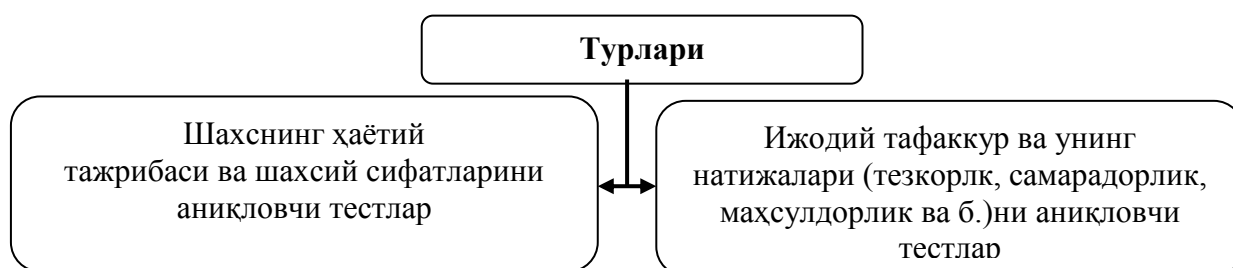 Турлари
Шахснинг ҳаётий
тажрибаси ва шахсий сифатларини
аниқловчи тестлар
Ижодий тафаккур ва унинг
натижалари (тезкорлк, самарадорлик,
маҳсулдорлик ва б.)ни аниқловчи
тестлар